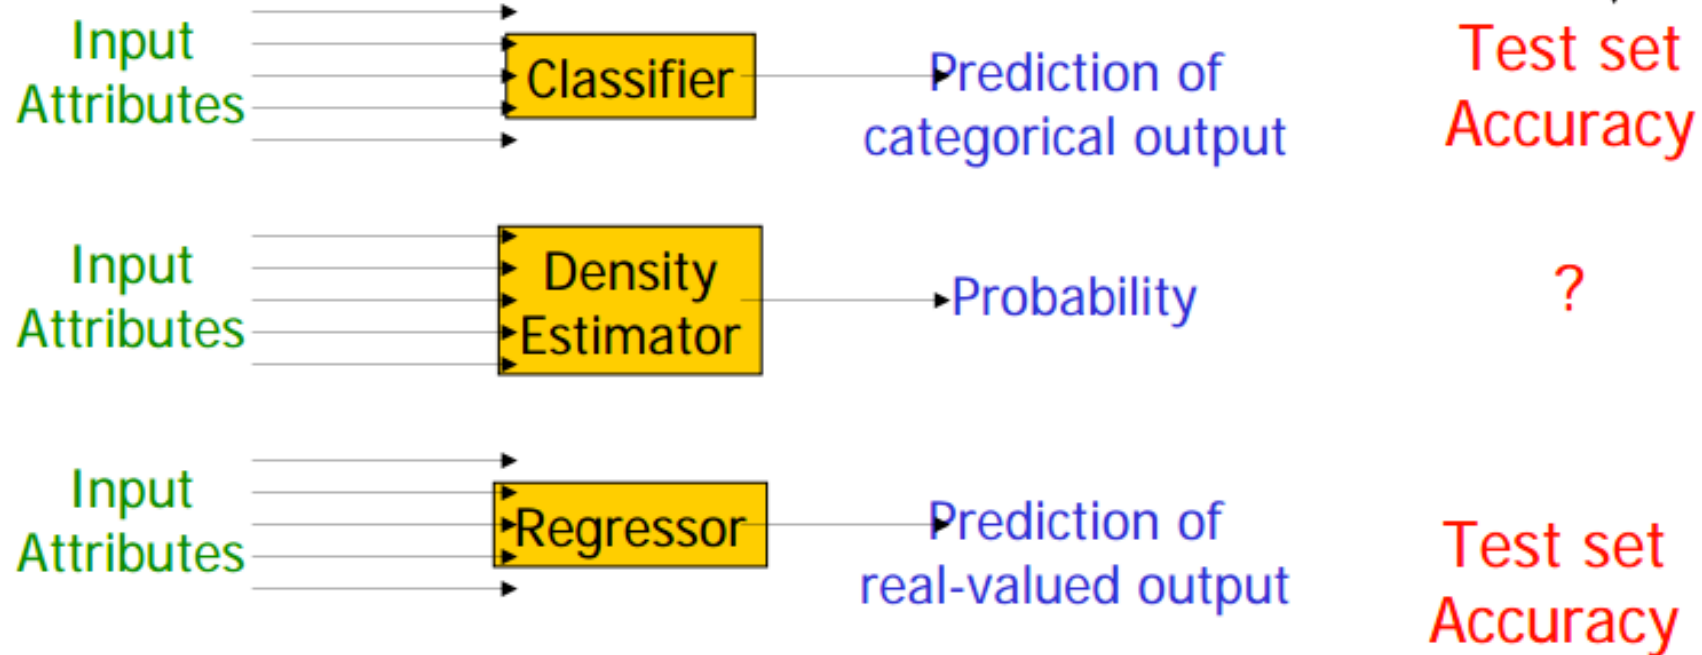 Input
Attributes
Classifier
Prediction of
categorical output
Test set
Accuracy
Input
Attributes
Density
Estimator
Probability
?
Input
Attributes
Regressor
Prediction of
real-valued output
Test set
Accuracy